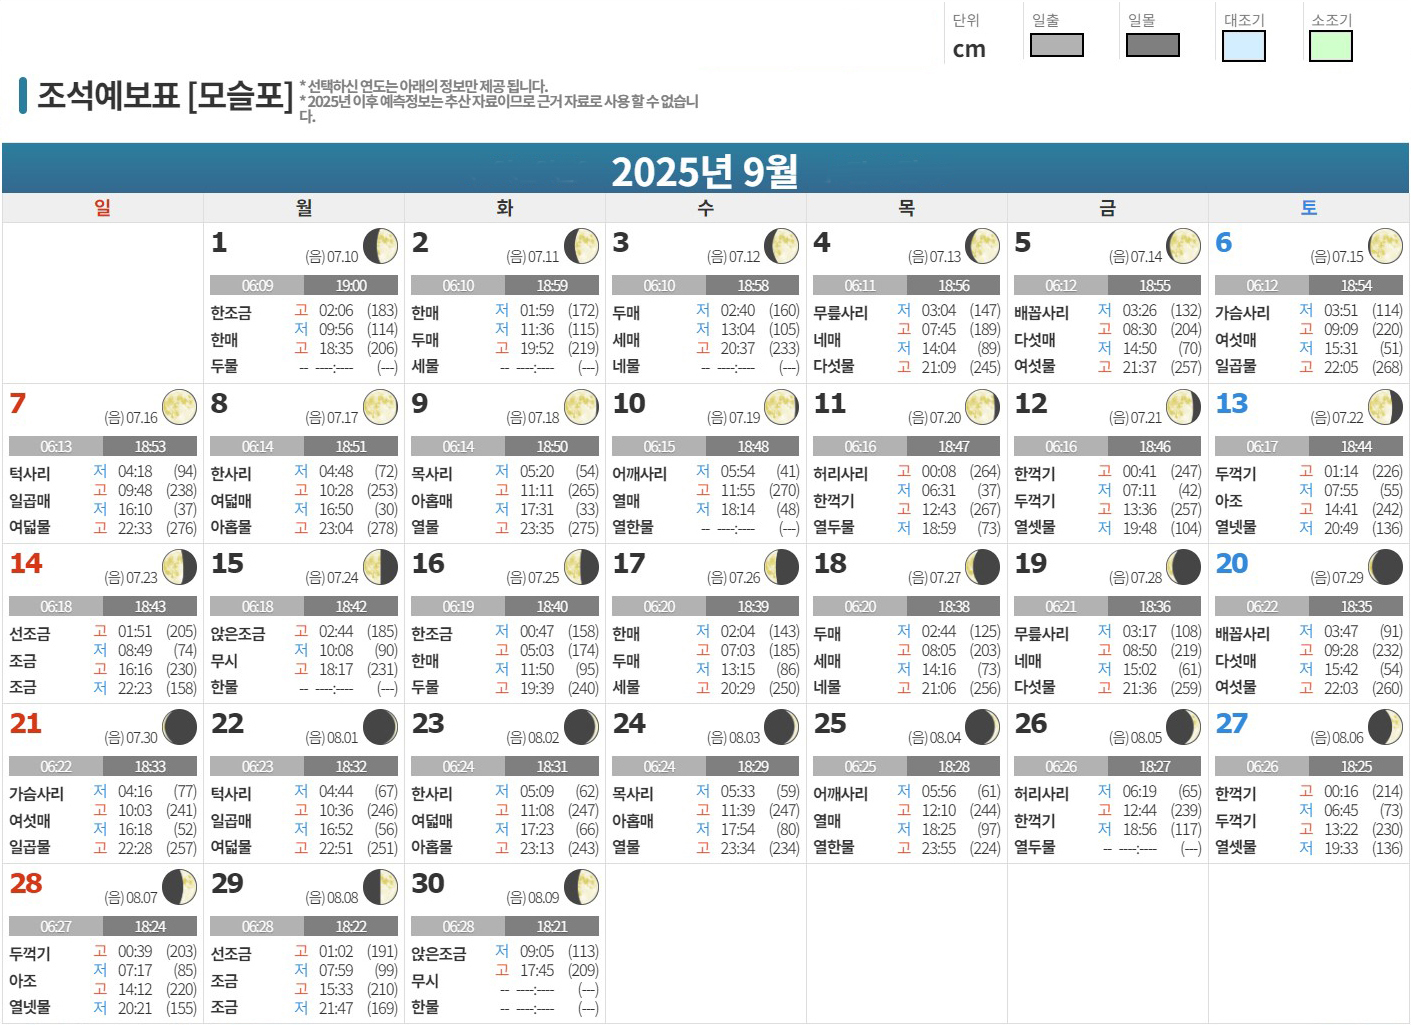 단위 일출 일몰 대조기 소조기
cm
조석예보표 [모슬포]
* 선택하신 연도는 아래의 정보만 제공 됩니다.
* 2025년 이후 예측정보는 추산 자료이므로 근거 자료로 사용 할 수 없습니
다.
2025년 9월
일 월 화 수 목 금 토
1 (음) 07.10
06:09 19:00
한조금 고 02:06 (183)
한매 저 09:56 (114)
고 18:35 (206)
두물 -- ----:---- (---)
2 (음) 07.11
06:10 18:59
한매 저 01:59 (172)
두매 저 11:36 (115)
고 19:52 (219)
세물 -- ----:---- (---)
3 (음) 07.12
06:10 18:58
두매 저 02:40 (160)
세매 저 13:04 (105)
고 20:37 (233)
네물 -- ----:---- (---)
4 (음) 07.13
06:11 18:56
무릎사리 저 03:04 (147)
네매 고 07:45 (189)
저 14:04 (89)
다섯물 고 21:09 (245)
5 (음) 07.14
06:12 18:55
배꼽사리 저 03:26 (132)
다섯매 고 08:30 (204)
저 14:50 (70)
여섯물 고 21:37 (257)
6 (음) 07.15
06:12 18:54
가슴사리 저 03:51 (114)
여섯매 고 09:09 (220)
저 15:31 (51)
일곱물 고 22:05 (268)
7 (음) 07.16
06:13 18:53
턱사리 저 04:18 (94)
일곱매 고 09:48 (238)
저 16:10 (37)
여덟물 고 22:33 (276)
8 (음) 07.17
06:14 18:51
한사리 저 04:48 (72)
여덟매 고 10:28 (253)
저 16:50 (30)
아홉물 고 23:04 (278)
9 (음) 07.18
06:14 18:50
목사리 저 05:20 (54)
아홉매 고 11:11 (265)
저 17:31 (33)
열물 고 23:35 (275)
10 (음) 07.19
06:15 18:48
어깨사리 저 05:54 (41)
열매 고 11:55 (270)
저 18:14 (48)
열한물 -- ----:---- (---)
11 (음) 07.20
06:16 18:47
허리사리 고 00:08 (264)
한꺽기 저 06:31 (37)
고 12:43 (267)
열두물 저 18:59 (73)
12 (음) 07.21
06:16 18:46
한꺽기 고 00:41 (247)
두꺽기 저 07:11 (42)
고 13:36 (257)
열셋물 저 19:48 (104)
13 (음) 07.22
06:17 18:44
두꺽기 고 01:14 (226)
아조 저 07:55 (55)
고 14:41 (242)
열넷물 저 20:49 (136)
14 (음) 07.23
06:18 18:43
선조금 고 01:51 (205)
조금 저 08:49 (74)
고 16:16 (230)
조금 저 22:23 (158)
15 (음) 07.24
06:18 18:42
앉은조금 고 02:44 (185)
무시 저 10:08 (90)
고 18:17 (231)
한물 -- ----:---- (---)
16 (음) 07.25
06:19 18:40
한조금 저 00:47 (158)
한매 고 05:03 (174)
저 11:50 (95)
두물 고 19:39 (240)
17 (음) 07.26
06:20 18:39
한매 저 02:04 (143)
두매 고 07:03 (185)
저 13:15 (86)
세물 고 20:29 (250)
18 (음) 07.27
06:20 18:38
두매 저 02:44 (125)
세매 고 08:05 (203)
저 14:16 (73)
네물 고 21:06 (256)
19 (음) 07.28
06:21 18:36
무릎사리 저 03:17 (108)
네매 고 08:50 (219)
저 15:02 (61)
다섯물 고 21:36 (259)
20 (음) 07.29
06:22 18:35
배꼽사리 저 03:47 (91)
다섯매 고 09:28 (232)
저 15:42 (54)
여섯물 고 22:03 (260)
21 (음) 07.30
06:22 18:33
가슴사리 저 04:16 (77)
여섯매 고 10:03 (241)
저 16:18 (52)
일곱물 고 22:28 (257)
22 (음) 08.01
06:23 18:32
턱사리 저 04:44 (67)
일곱매 고 10:36 (246)
저 16:52 (56)
여덟물 고 22:51 (251)
23 (음) 08.02
06:24 18:31
한사리 저 05:09 (62)
여덟매 고 11:08 (247)
저 17:23 (66)
아홉물 고 23:13 (243)
24 (음) 08.03
06:24 18:29
목사리 저 05:33 (59)
아홉매 고 11:39 (247)
저 17:54 (80)
열물 고 23:34 (234)
25 (음) 08.04
06:25 18:28
어깨사리 저 05:56 (61)
열매 고 12:10 (244)
저 18:25 (97)
열한물 고 23:55 (224)
26 (음) 08.05
06:26 18:27
허리사리 저 06:19 (65)
한꺽기 고 12:44 (239)
저 18:56 (117)
열두물 -- ----:---- (---)
27 (음) 08.06
06:26 18:25
한꺽기 고 00:16 (214)
두꺽기 저 06:45 (73)
고 13:22 (230)
열셋물 저 19:33 (136)
28 (음) 08.07
06:27 18:24
두꺽기 고 00:39 (203)
아조 저 07:17 (85)
고 14:12 (220)
열넷물 저 20:21 (155)
29 (음) 08.08
06:28 18:22
선조금 고 01:02 (191)
조금 저 07:59 (99)
고 15:33 (210)
조금 저 21:47 (169)
30 (음) 08.09
06:28 18:21
앉은조금 저 09:05 (113)
무시 고 17:45 (209)
-- ----:---- (---)
한물 -- ----:---- (---)